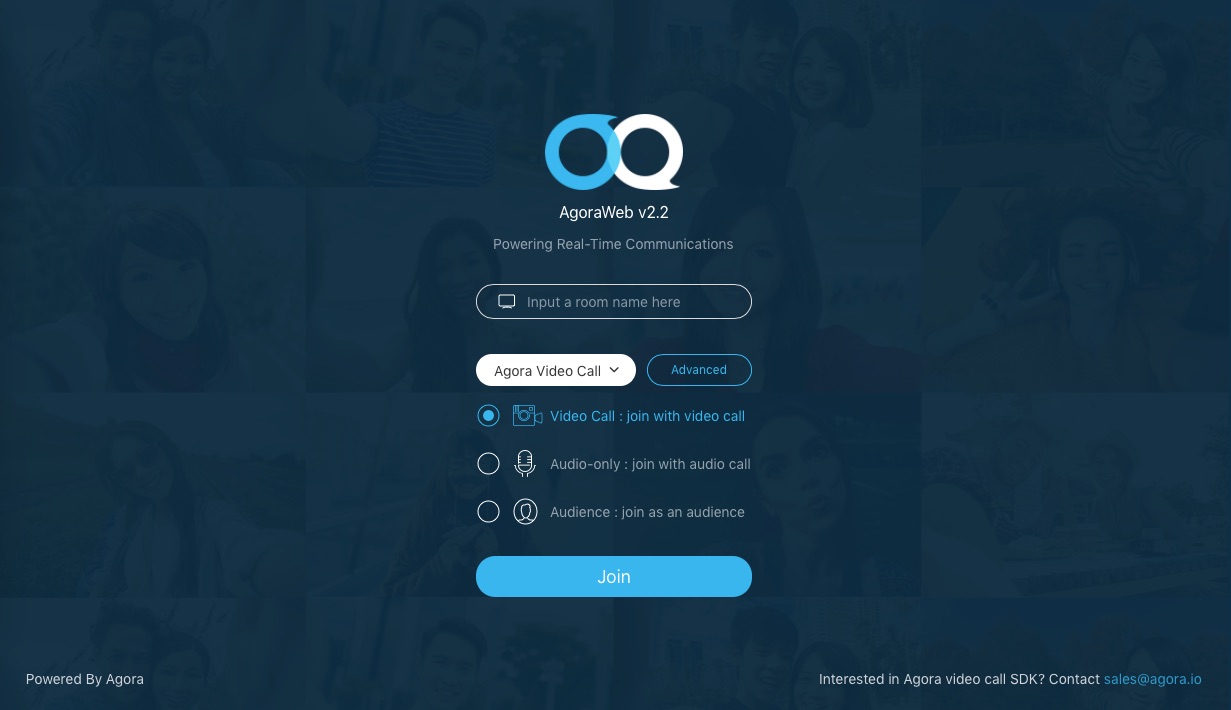 AgoraWeb v2.2
Powering Real-Time Communications
Input a room name here
Agora Video Call
Advanced
Video Call : join with video call
Audio-only : join with audio call
Audience : join as an audience
Join
Powered By Agora
Interested in Agora video call SDK? Contact sales@agora.io